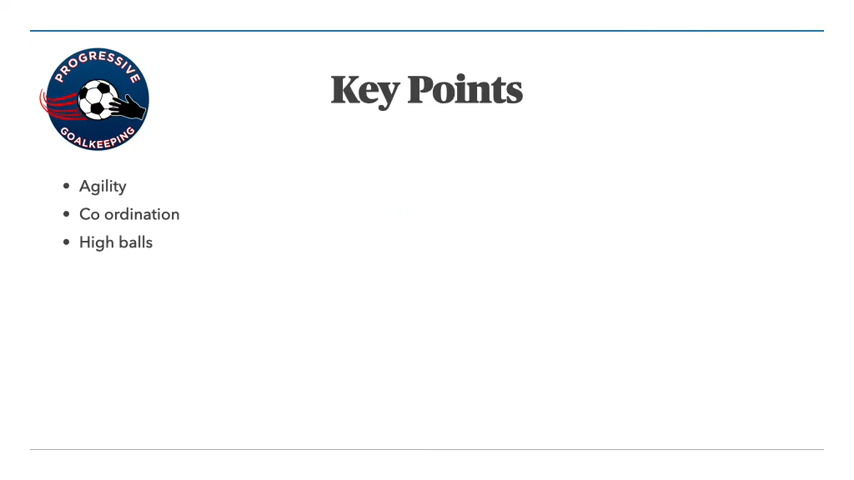 PROGRESSIVE
GOALKEEPING
Key Points
• Agility
• Co ordination
• High balls